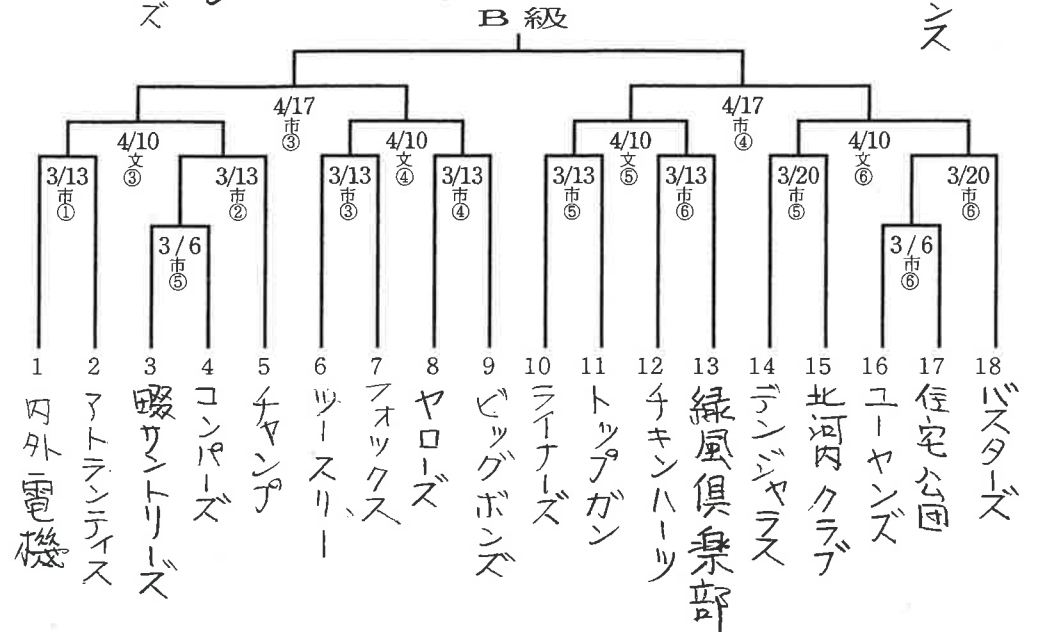 ズ
ンス
B級
4/17
市
③
4/17
市
④
4/10
文
③
4/10
文
④
4/10
文
⑤
4/10
文
⑥
3/13
市
①
3/13
市
②
3/13
市
③
3/13
市
④
3/13
市
⑤
3/13
市
⑥
3/20
市
⑤
3/20
市
⑥
3/6
市
⑤
3/6
市
⑥
1 内外電機
2 アトランティス
3 畷サントリーズ
4 コンパーズ
5 チャンプ
6 ツースリー
7 フォックス
8 ヤローズ
9 ビッグボンズ
10 ライナーズ
11 トップガン
12 チキンハーツ
13 緑風倶楽部
14 デンジャラス
15 北河内クラブ
16 ユーヤンズ
17 住宅公団
18 バスターズ